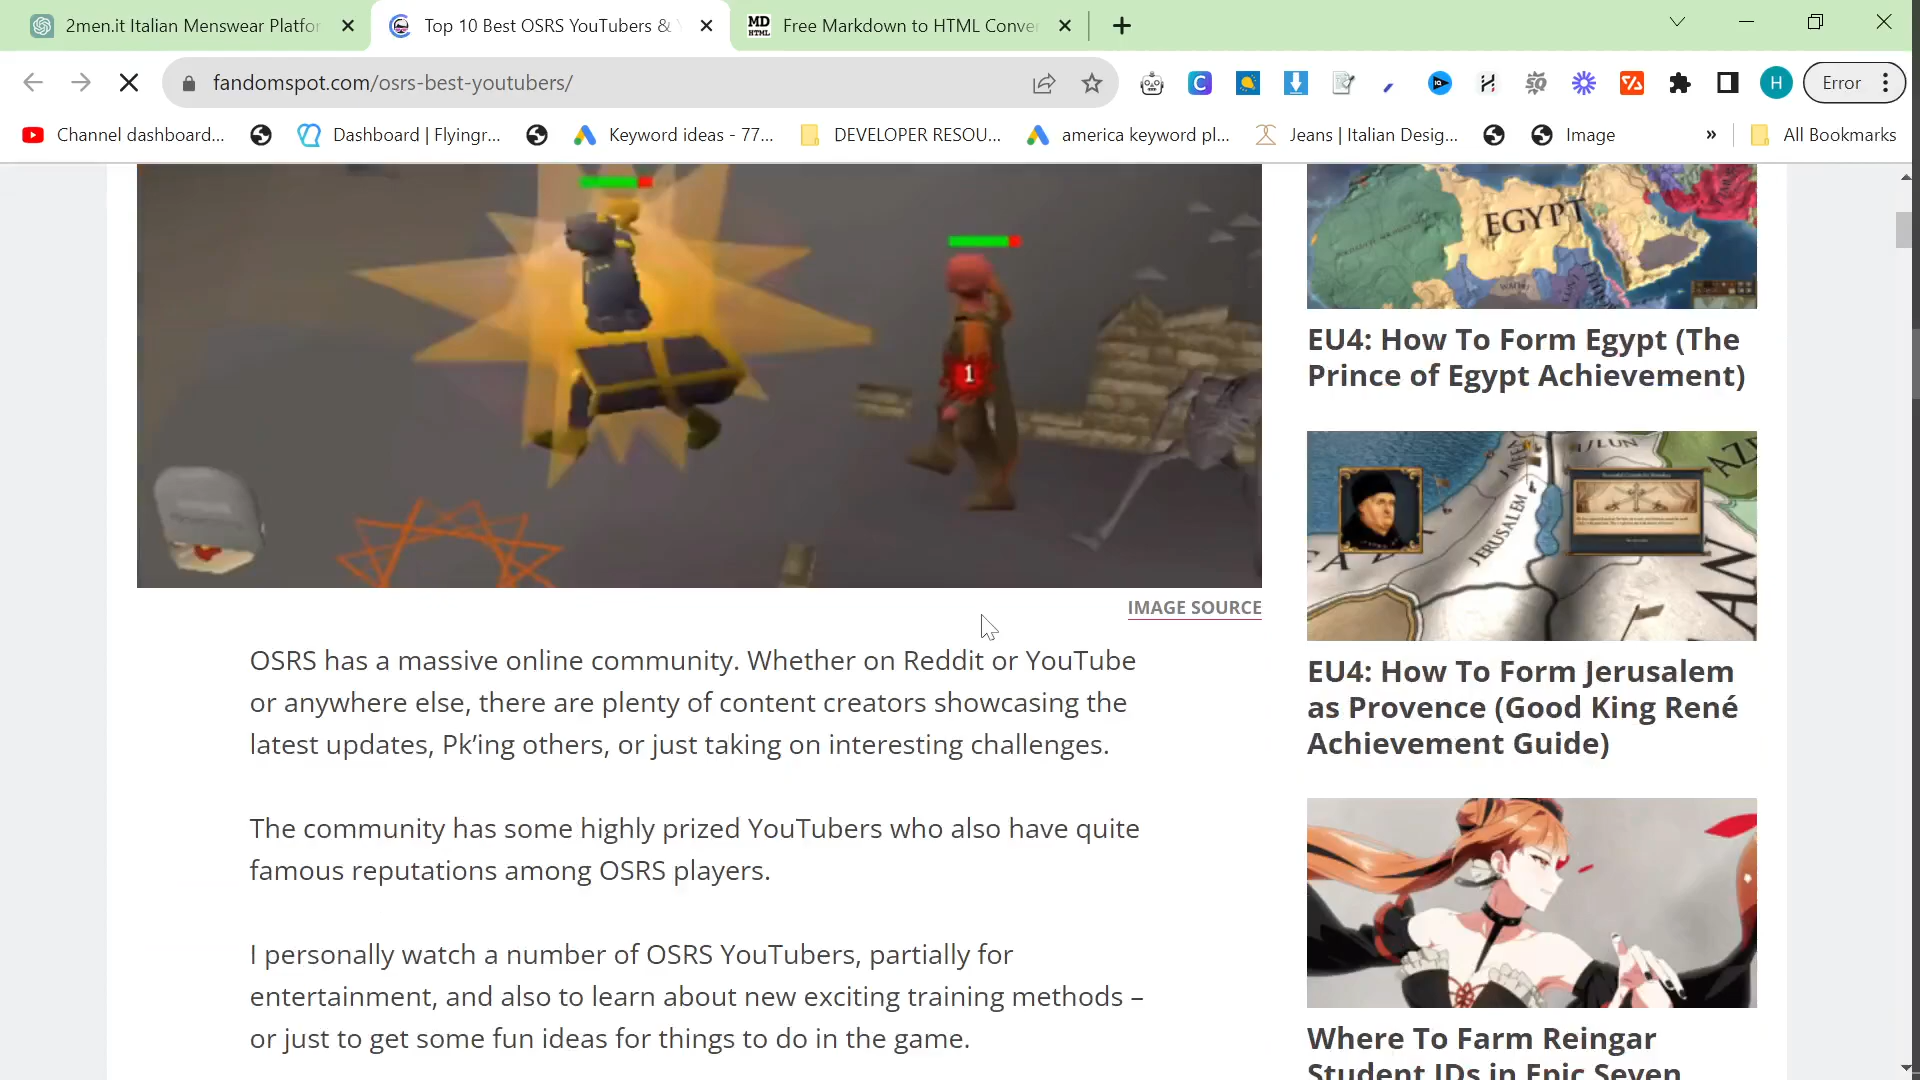 2men.it Italian Menswear Platfor
Top 10 Best OSRS YouTubers & Y
MD HTML
Free Markdown to HTML Conver
fandomspot.com/osrs-best-youtubers/
C
H
Error
Channel dashboard...
Dashboard | Flyingr...
Keyword ideas - 77...
DEVELOPER RESOU...
america keyword pl...
Jeans | Italian Desig...
Image
»
All Bookmarks
1
IMAGE SOURCE
OSRS has a massive online community. Whether on Reddit or YouTube
or anywhere else, there are plenty of content creators showcasing the
latest updates, Pk’ing others, or just taking on interesting challenges.
The community has some highly prized YouTubers who also have quite
famous reputations among OSRS players.
I personally watch a number of OSRS YouTubers, partially for
entertainment, and also to learn about new exciting training methods –
or just to get some fun ideas for things to do in the game.
EGYPT
EU4: How To Form Egypt (The
Prince of Egypt Achievement)
JERUSALEM
EU4: How To Form Jerusalem
as Provence (Good King René
Achievement Guide)
Where To Farm Reingar
Student IDs in Epic Seven